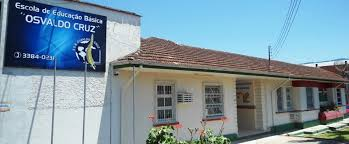 Escola de Educação Básica
"OSVALDO CRUZ"
3384-0231